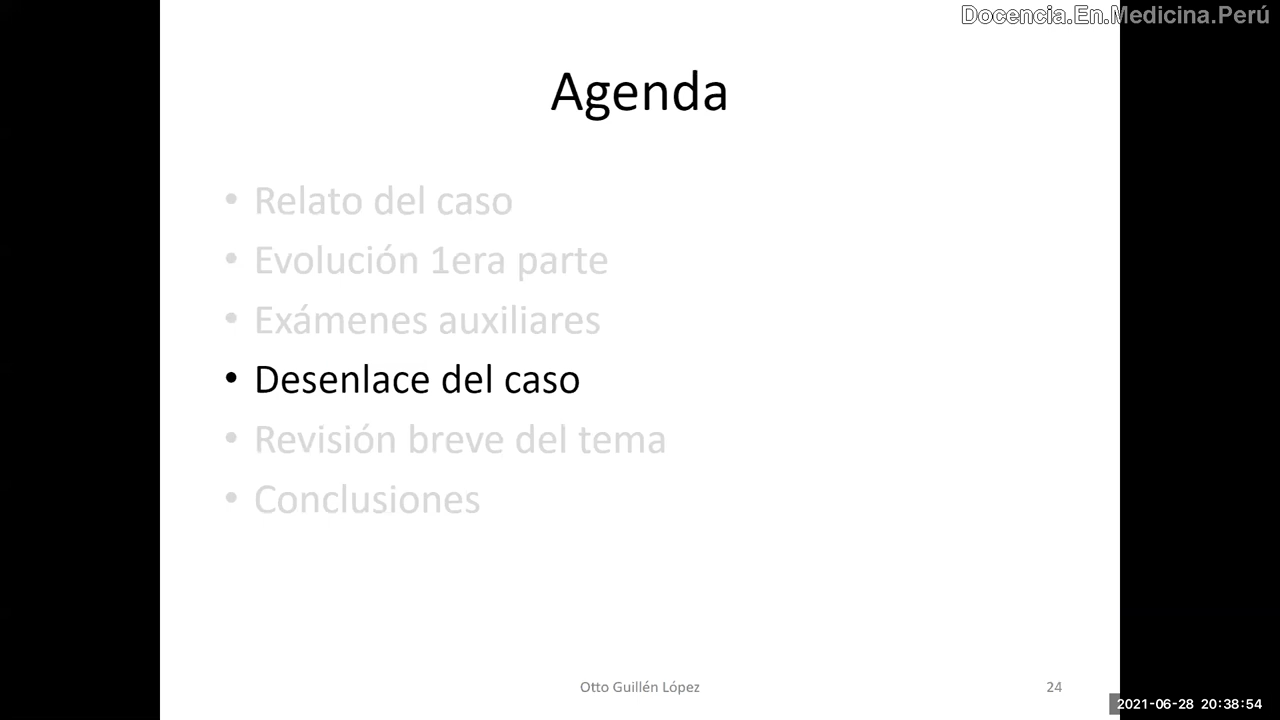 Docencia.En.Medicina.Perú
Agenda
• Relato del caso
• Evolución 1era parte
• Exámenes auxiliares
• Desenlace del caso
• Revisión breve del tema
• Conclusiones
Otto Guillén López
24
2021-06-28 20:38:54